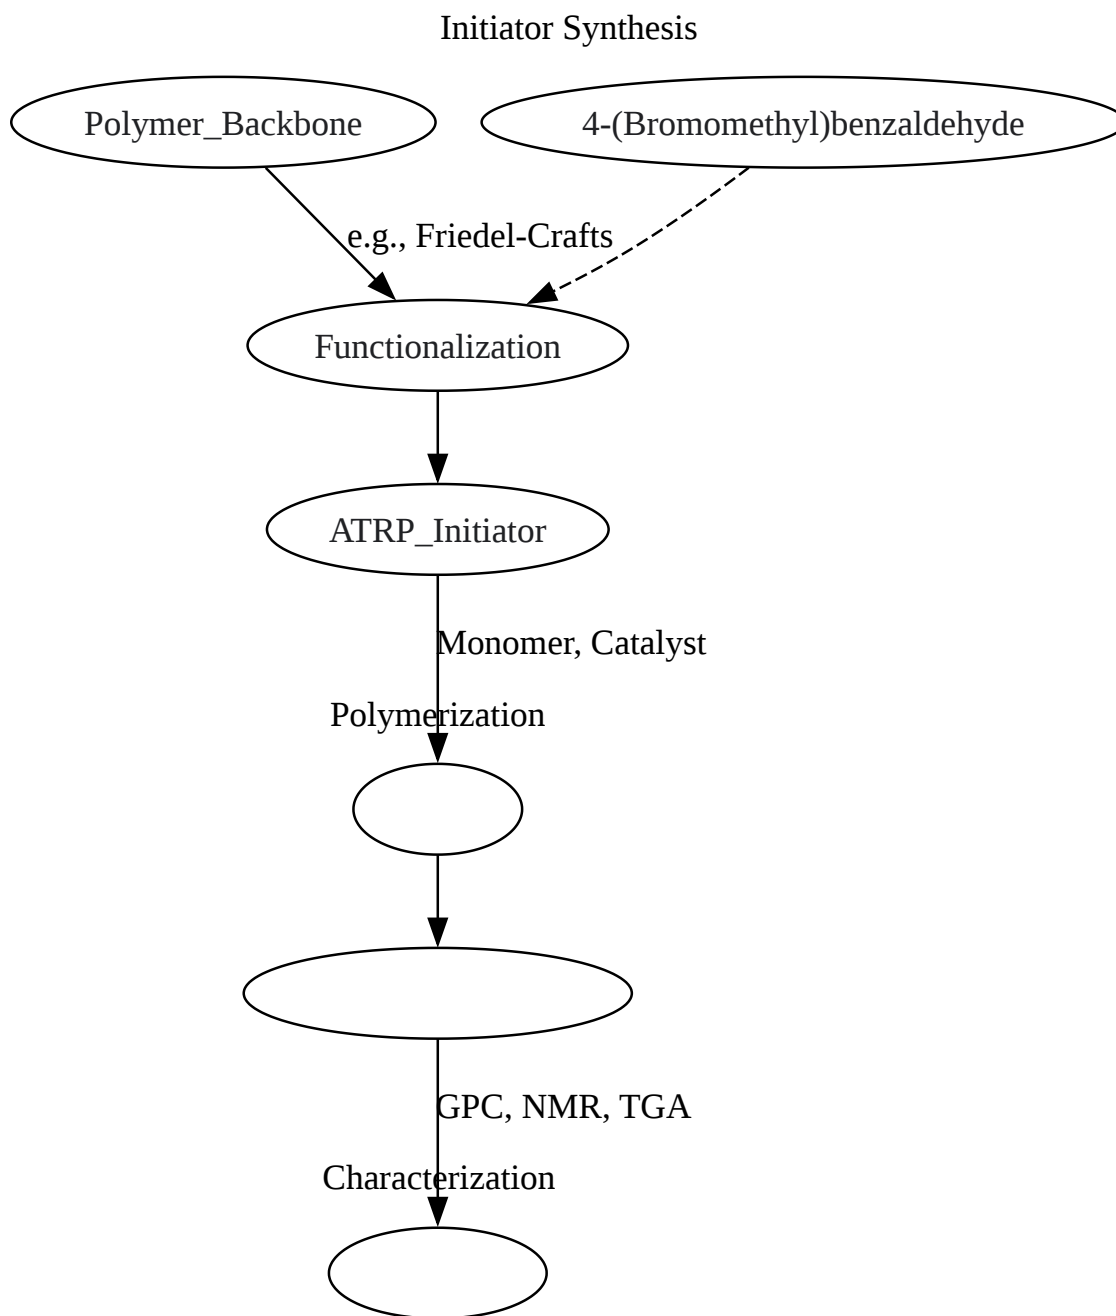 Initiator Synthesis
Polymer_Backbone
4-(Bromomethyl)benzaldehyde
e.g., Friedel-Crafts
Functionalization
ATRP_Initiator
Monomer, Catalyst
Polymerization
GPC, NMR, TGA
Characterization